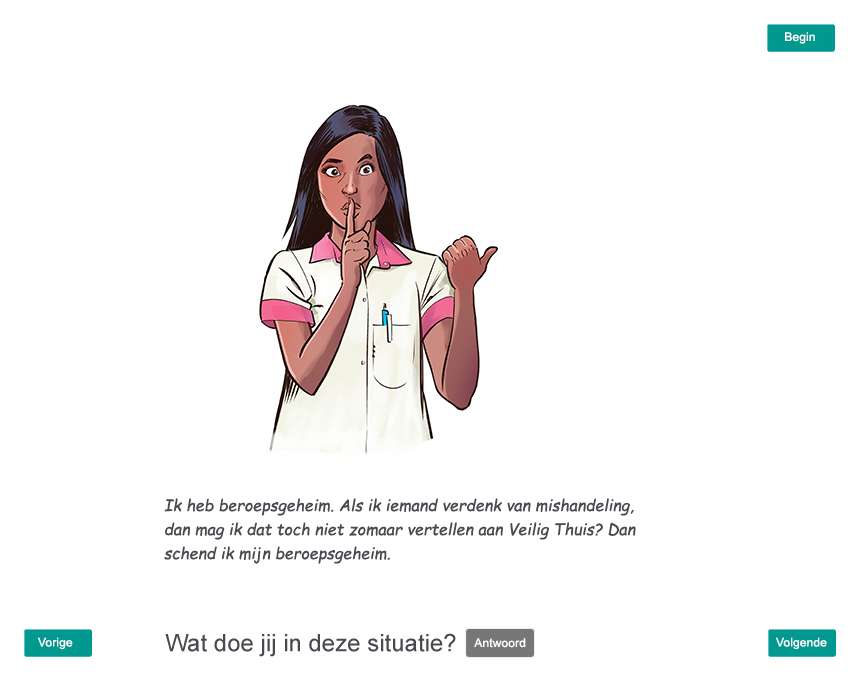 Begin
Ik heb beroepsgeheim. Als ik iemand verdenk van mishandeling,
dan mag ik dat toch niet zomaar vertellen aan Veilig Thuis? Dan
schend ik mijn beroepsgeheim.
Vorige
Wat doe jij in deze situatie?
Antwoord
Volgende